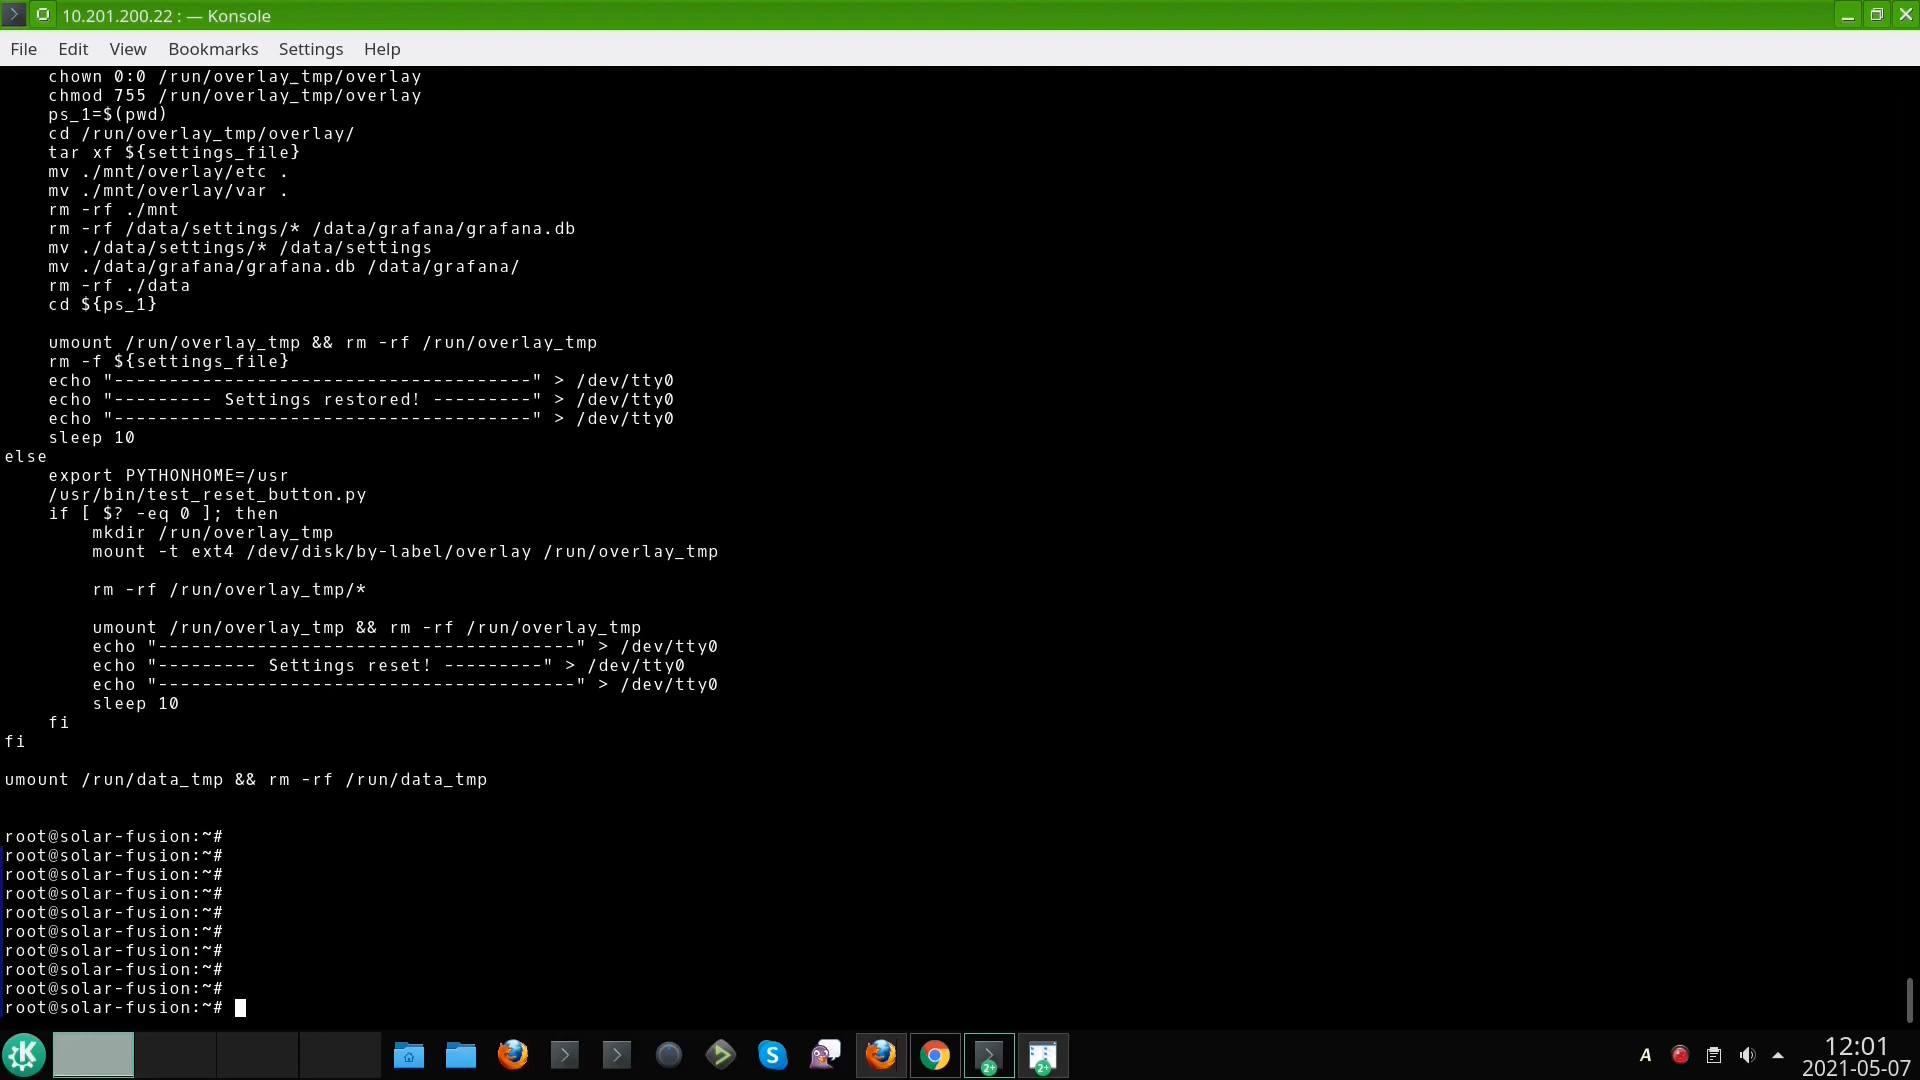 10.201.200.22 : — Konsole
File Edit View Bookmarks Settings Help
    chown 0:0 /run/overlay_tmp/overlay
    chmod 755 /run/overlay_tmp/overlay
    ps_1=$(pwd)
    cd /run/overlay_tmp/overlay/
    tar xf ${settings_file}
    mv ./mnt/overlay/etc .
    mv ./mnt/overlay/var .
    rm -rf ./mnt
    rm -rf /data/settings/* /data/grafana/grafana.db
    mv ./data/settings/* /data/settings
    mv ./data/grafana/grafana.db /data/grafana/
    rm -rf ./data
    cd ${ps_1}
    umount /run/overlay_tmp && rm -rf /run/overlay_tmp
    rm -f ${settings_file}
    echo "--------------------------------------" > /dev/tty0
    echo "--------- Settings restored! ---------" > /dev/tty0
    echo "--------------------------------------" > /dev/tty0
    sleep 10
else
    export PYTHONHOME=/usr
    /usr/bin/test_reset_button.py
    if [ $? -eq 0 ]; then
        mkdir /run/overlay_tmp
        mount -t ext4 /dev/disk/by-label/overlay /run/overlay_tmp
        rm -rf /run/overlay_tmp/*
        umount /run/overlay_tmp && rm -rf /run/overlay_tmp
        echo "--------------------------------------" > /dev/tty0
        echo "--------- Settings reset! ---------" > /dev/tty0
        echo "--------------------------------------" > /dev/tty0
        sleep 10
    fi
fi
umount /run/data_tmp && rm -rf /run/data_tmp
root@solar-fusion:~#
root@solar-fusion:~#
root@solar-fusion:~#
root@solar-fusion:~#
root@solar-fusion:~#
root@solar-fusion:~#
root@solar-fusion:~#
root@solar-fusion:~#
root@solar-fusion:~#
root@solar-fusion:~#
2+ 2+ A 12:01
2021-05-07